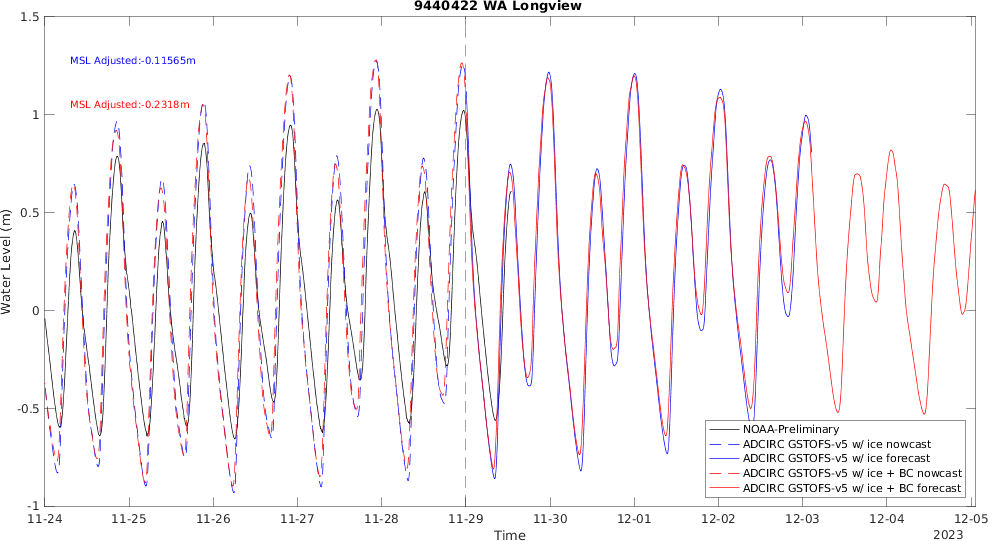 9440422 WA Longview
MSL Adjusted:-0.11565m
MSL Adjusted:-0.2318m
Water Level (m)
1.5
1
0.5
0
-0.5
-1
NOAA-Preliminary
ADCIRC GSTOFS-v5 w/ ice nowcast
ADCIRC GSTOFS-v5 w/ ice forecast
ADCIRC GSTOFS-v5 w/ ice + BC nowcast
ADCIRC GSTOFS-v5 w/ ice + BC forecast
11-24 11-25 11-26 11-27 11-28 11-29 11-30 12-01 12-02 12-03 12-04 12-05
Time
2023